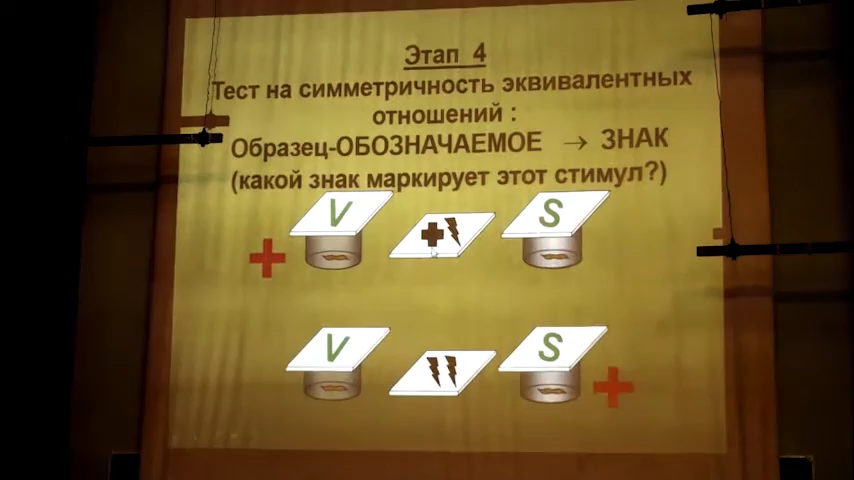 Этап 4
Тест на симметричность эквивалентных
отношений :
Образец-ОБОЗНАЧАЕМОЕ → ЗНАК
(какой знак маркирует этот стимул?)
V S
V S